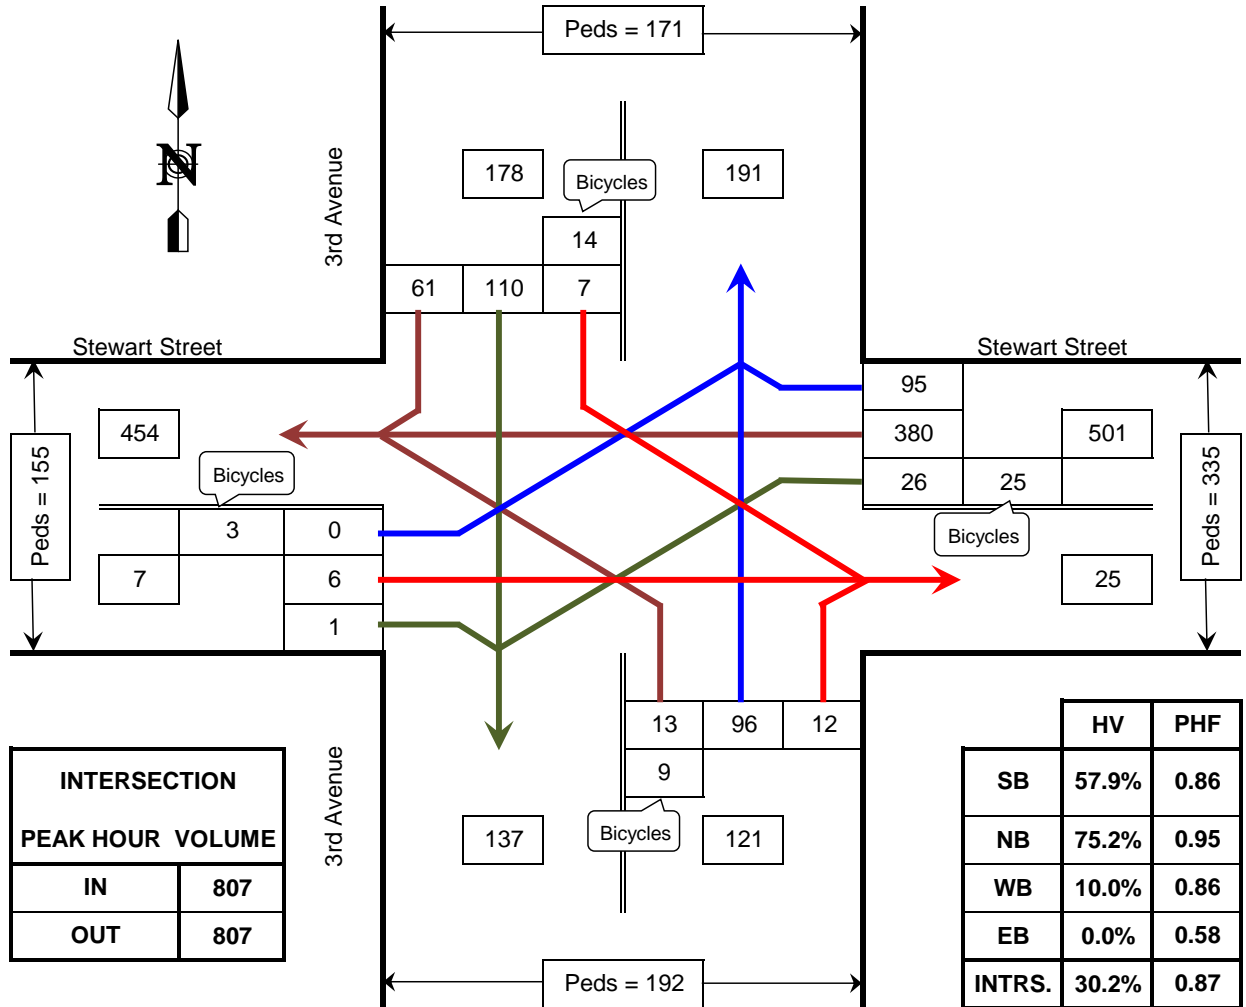 Peds = 171
N
3rd Avenue
178
Bicycles
191
14
61 110 7
Stewart Street
Stewart Street
95
454
380
501
Peds = 155
Bicycles
26 25
Peds = 335
3 0
Bicycles
7
6
25
1
13 96 12
9
Bicycles
137
121
3rd Avenue
INTERSECTION
PEAK HOUR VOLUME
IN 807
OUT 807
HV PHF
SB 57.9% 0.86
NB 75.2% 0.95
WB 10.0% 0.86
EB 0.0% 0.58
INTRS. 30.2% 0.87
Peds = 192